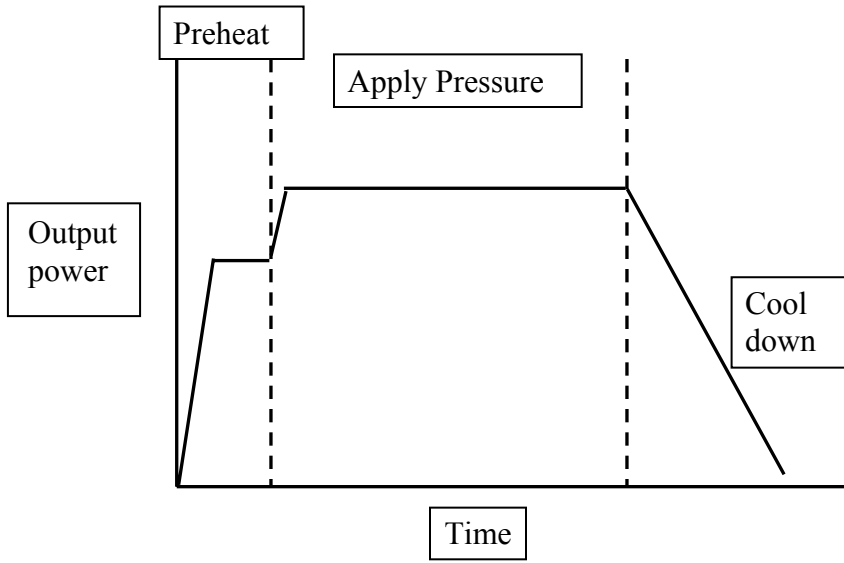 Preheat
Apply Pressure
Output
power
Cool
down
Time